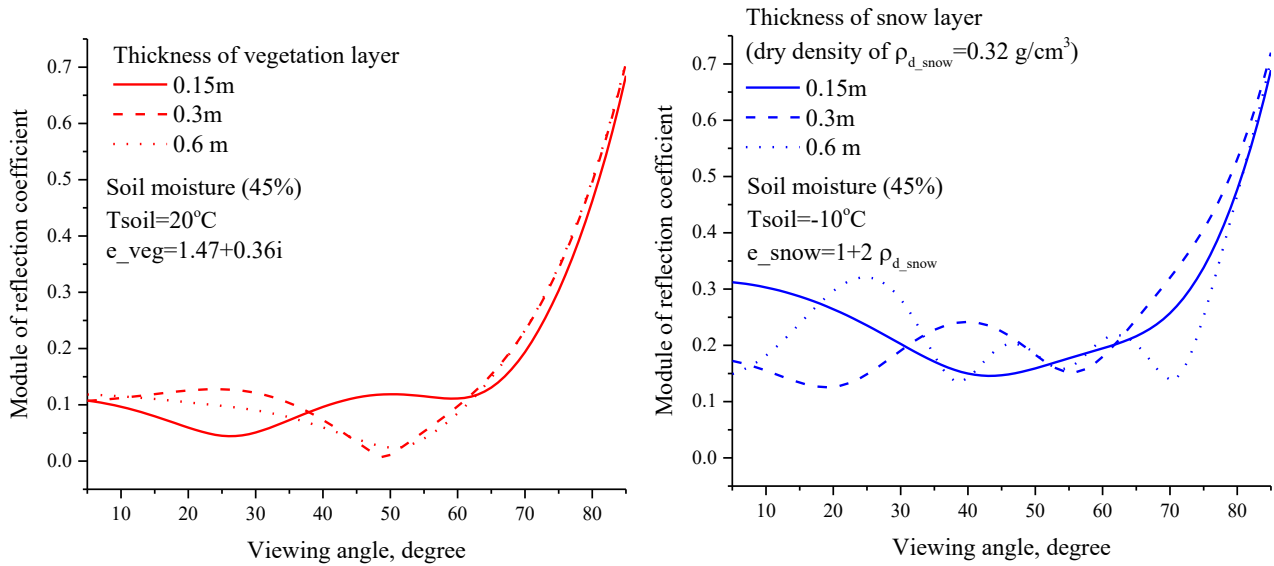 Thickness of vegetation layer
0.15m
0.3m
0.6 m
Soil moisture (45%)
Tsoil=20°C
e_veg=1.47+0.36i
Module of reflection coefficient
0.7
0.6
0.5
0.4
0.3
0.2
0.1
0.0
10 20 30 40 50 60 70 80
Viewing angle, degree
Thickness of snow layer
(dry density of ρd_snow=0.32 g/cm³)
0.15m
0.3m
0.6 m
Soil moisture (45%)
Tsoil=-10°C
e_snow=1+2 ρd_snow
Module of reflection coefficient
0.7
0.6
0.5
0.4
0.3
0.2
0.1
0.0
10 20 30 40 50 60 70 80
Viewing angle, degree